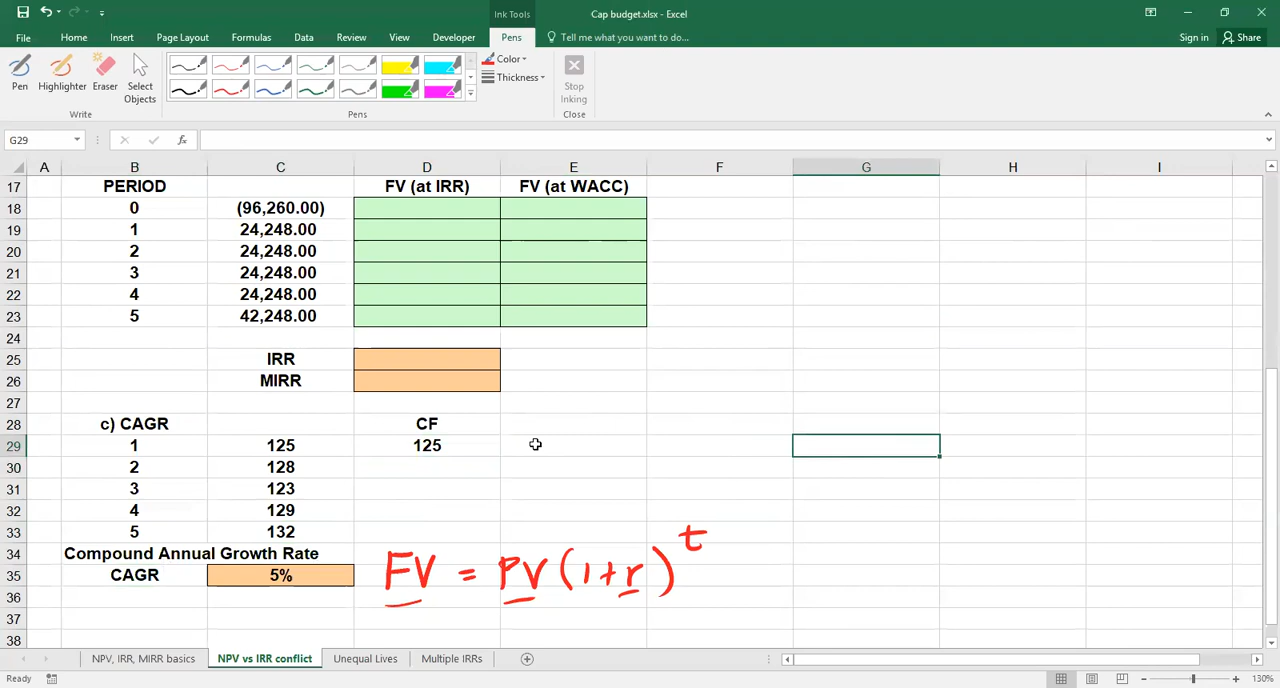 Ink Tools
Cap budget.xlsx - Excel
File Home Insert Page Layout Formulas Data Review View Developer Pens Tell me what you want to do... Sign in Share
Pen Highlighter Eraser Select Objects
Color
Thickness
Stop Inking
Write Pens Close
G29 fx
A B C D E F G H I
17 PERIOD FV (at IRR) FV (at WACC)
18 0 (96,260.00)
19 1 24,248.00
20 2 24,248.00
21 3 24,248.00
22 4 24,248.00
23 5 42,248.00
24
25 IRR
26 MIRR
27
28 c) CAGR CF
29 1 125 125
30 2 128
31 3 123
32 4 129
33 5 132
34 Compound Annual Growth Rate
35 CAGR 5%
FV = PV(1+r)^t
36
37
38
NPV, IRR, MIRR basics NPV vs IRR conflict Unequal Lives Multiple IRRs
Ready 130%